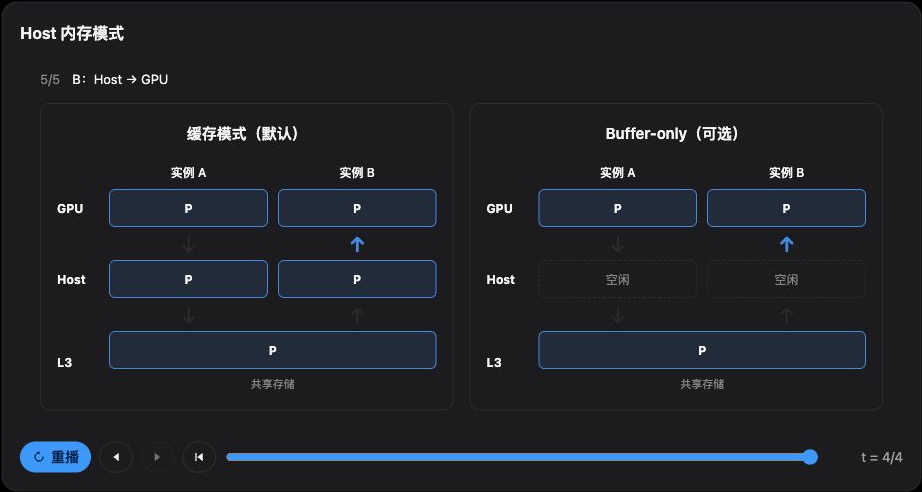 Host 内存模式
5/5 B：Host → GPU
缓存模式（默认）
实例 A 实例 B
GPU P P
Host P P
L3 P
共享存储
Buffer-only（可选）
实例 A 实例 B
GPU P P
Host 空闲 空闲
L3 P
共享存储
重播
t = 4/4